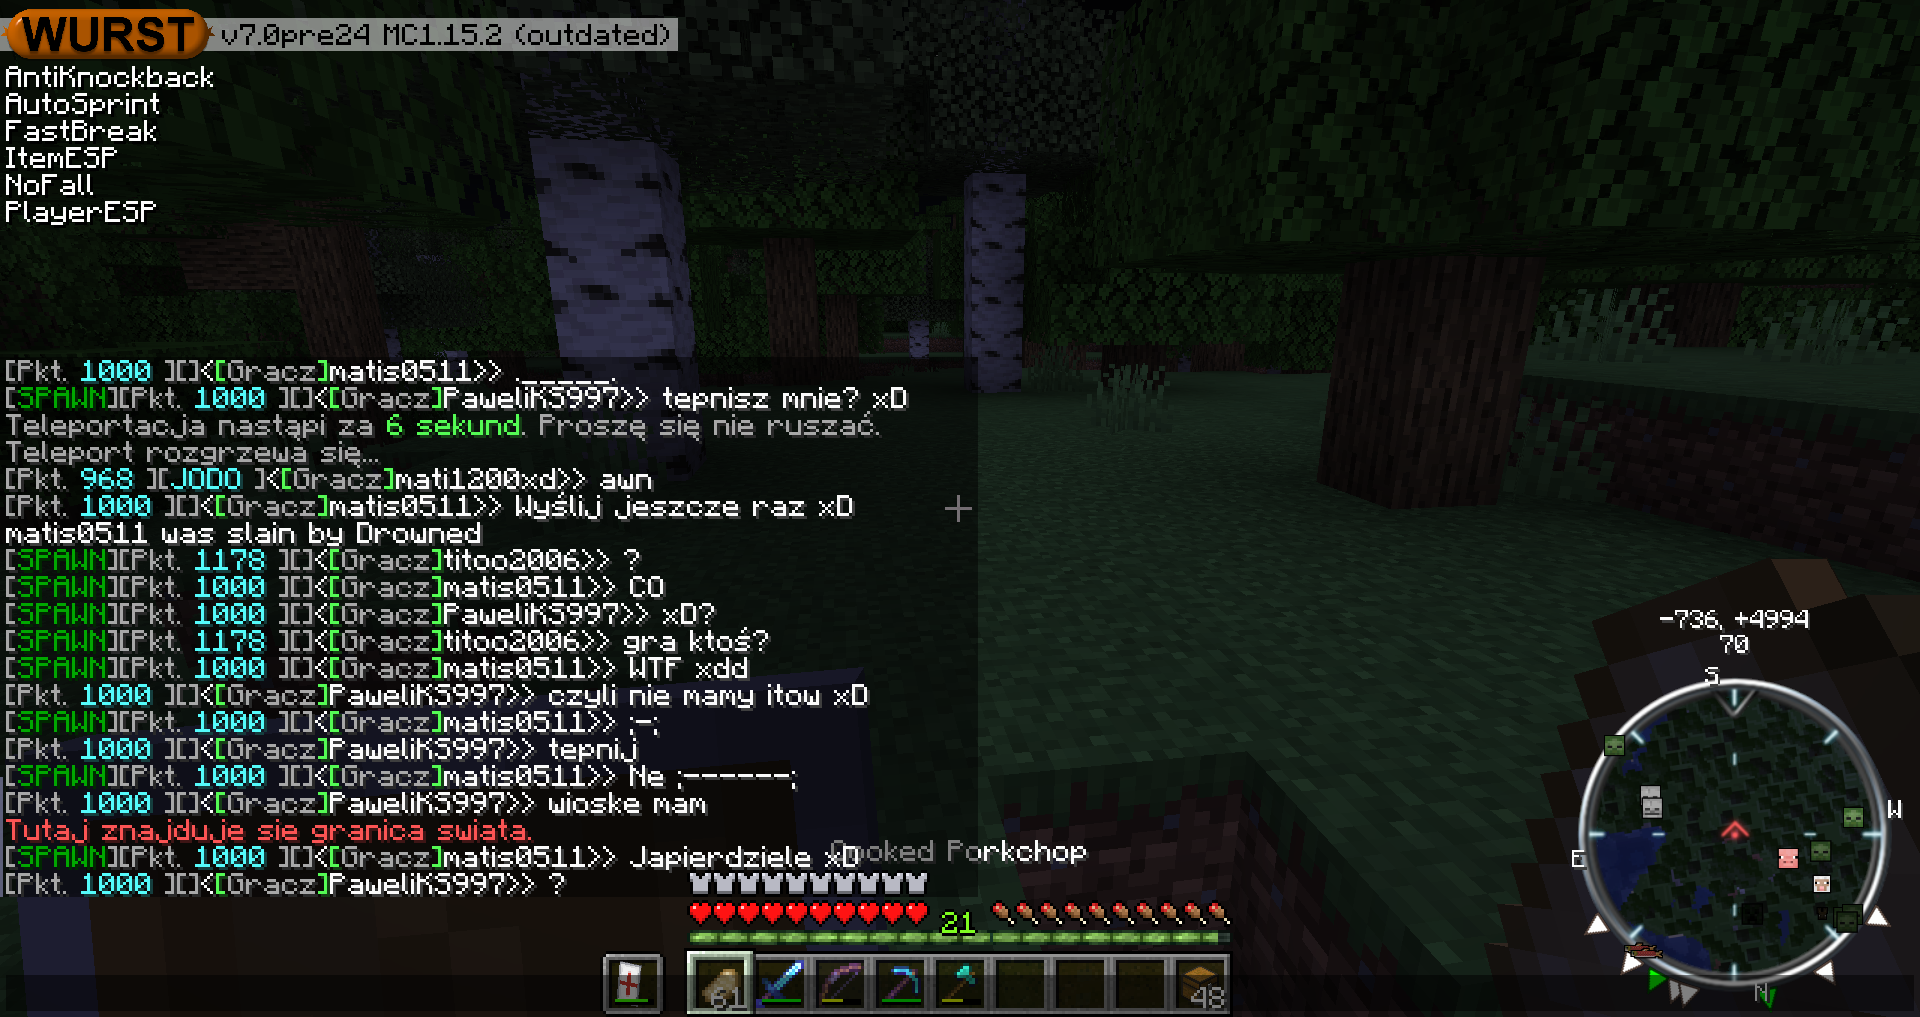 WURST v7.0pre24 MC1.15.2 (outdated)
AntiKnockback
AutoSprint
FastBreak
ItemESP
NoFall
PlayerESP
[Pkt. 1000 ][]<[Gracz]matis0511>> ._____.
[SPAWN][Pkt. 1000 ][]<[Gracz]PaweliK5997>> tepnisz mnie? xD
Teleportacja nastąpi za 6 sekund. Proszę się nie ruszać.
Teleport rozgrzewa się...
[Pkt. 968 ][JODO ]<[Gracz]mati1200xd>> awn
[Pkt. 1000 ][]<[Gracz]matis0511>> Wyślij jeszcze raz xD
matis0511 was slain by Drowned
[SPAWN][Pkt. 1178 ][]<[Gracz]titoo2006>> ?
[SPAWN][Pkt. 1000 ][]<[Gracz]matis0511>> CO
[SPAWN][Pkt. 1000 ][]<[Gracz]PaweliK5997>> xD?
[SPAWN][Pkt. 1178 ][]<[Gracz]titoo2006>> gra ktoś?
[SPAWN][Pkt. 1000 ][]<[Gracz]matis0511>> WTF xdd
[Pkt. 1000 ][]<[Gracz]PaweliK5997>> czyli nie mamy itow xD
[SPAWN][Pkt. 1000 ][]<[Gracz]matis0511>> ;-;
[Pkt. 1000 ][]<[Gracz]PaweliK5997>> tepnij
[SPAWN][Pkt. 1000 ][]<[Gracz]matis0511>> Ne ;------;
[Pkt. 1000 ][]<[Gracz]PaweliK5997>> wioske mam
Tutaj znajduje sie granica swiata.
[SPAWN][Pkt. 1000 ][]<[Gracz]matis0511>> Japierdziele xD
[Pkt. 1000 ][]<[Gracz]PaweliK5997>> ?
Cooked Porkchop
21
61
48
-736, +4994
70
S
W
E
N